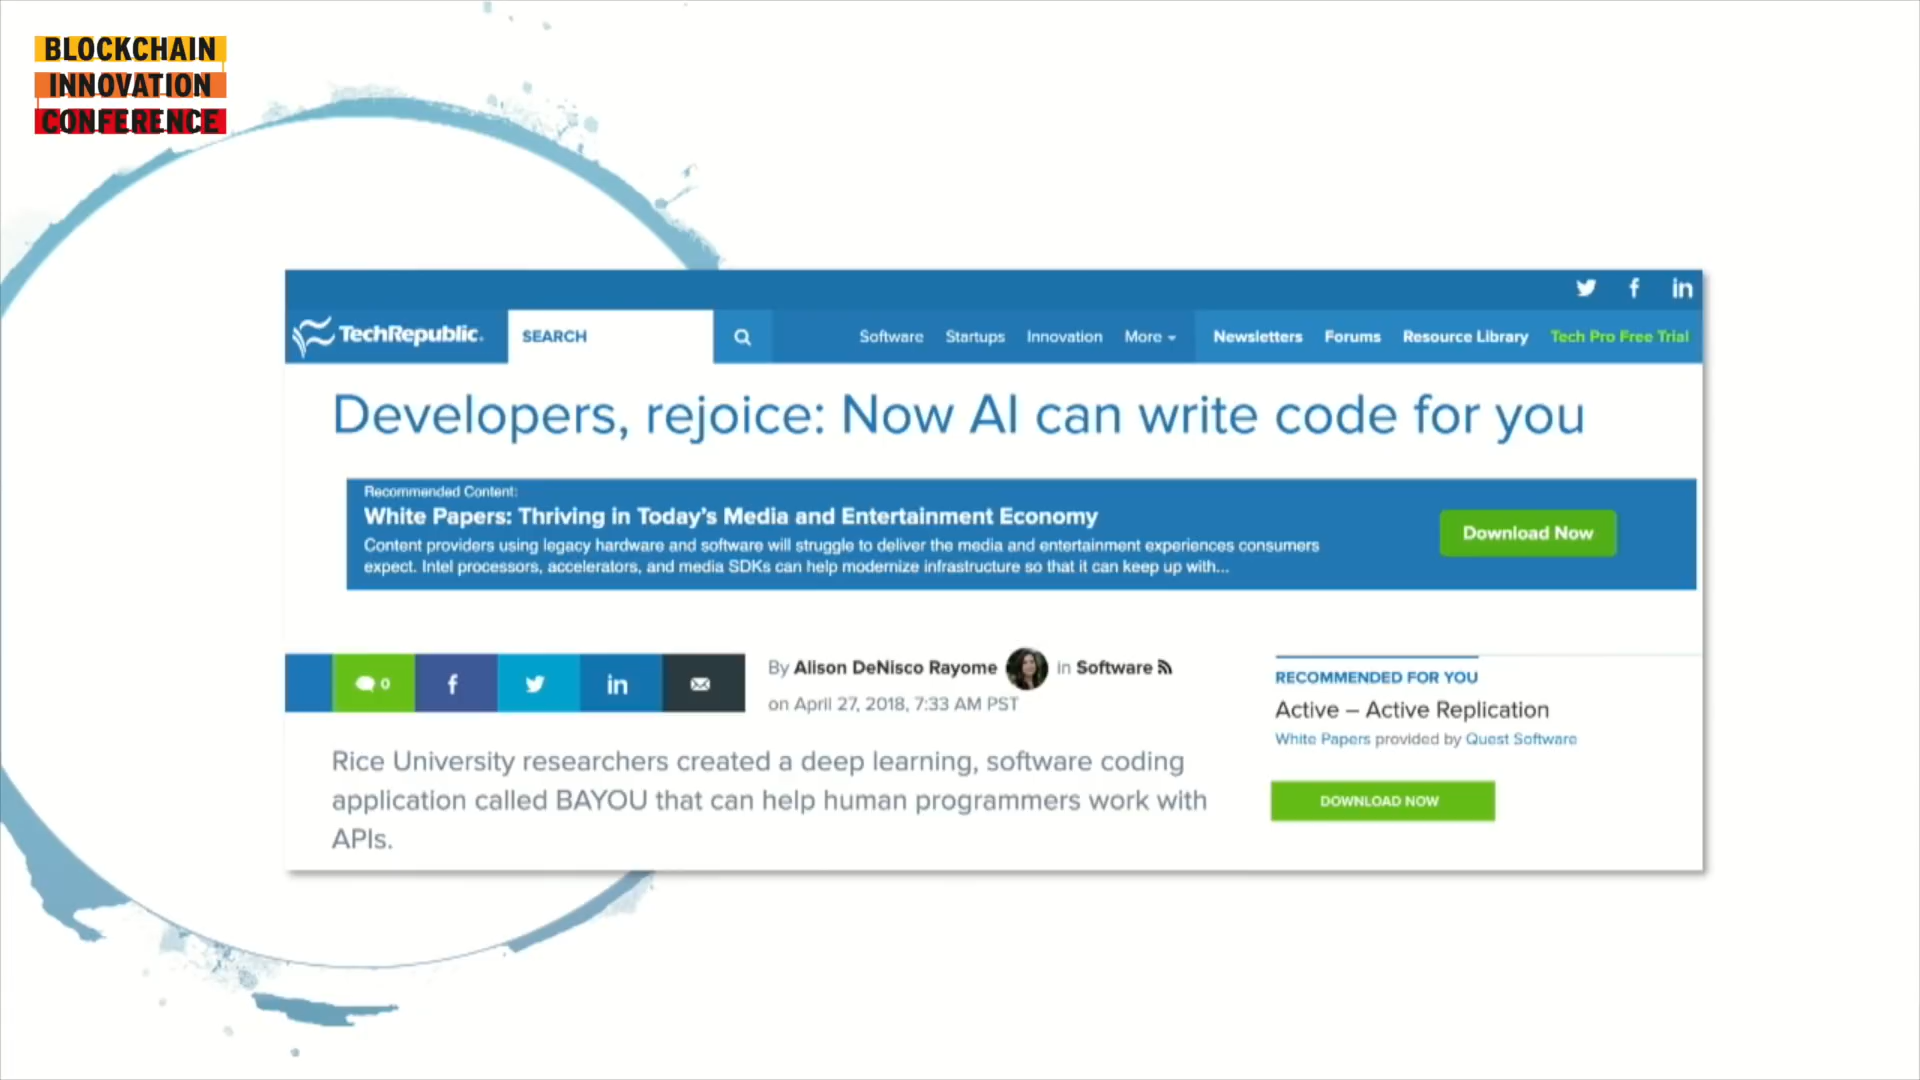 BLOCKCHAIN
INNOVATION
CONFERENCE
TechRepublic.
SEARCH
Software Startups Innovation More Newsletters Forums Resource Library Tech Pro Free Trial
Developers, rejoice: Now AI can write code for you
Recommended Content:
White Papers: Thriving in Today's Media and Entertainment Economy
Content providers using legacy hardware and software will struggle to deliver the media and entertainment experiences consumers
expect. Intel processors, accelerators, and media SDKs can help modernize infrastructure so that it can keep up with...
Download Now
0
By Alison DeNisco Rayome in Software
on April 27, 2018, 7:33 AM PST
Rice University researchers created a deep learning, software coding
application called BAYOU that can help human programmers work with
APIs.
RECOMMENDED FOR YOU
Active – Active Replication
White Papers provided by Quest Software
DOWNLOAD NOW